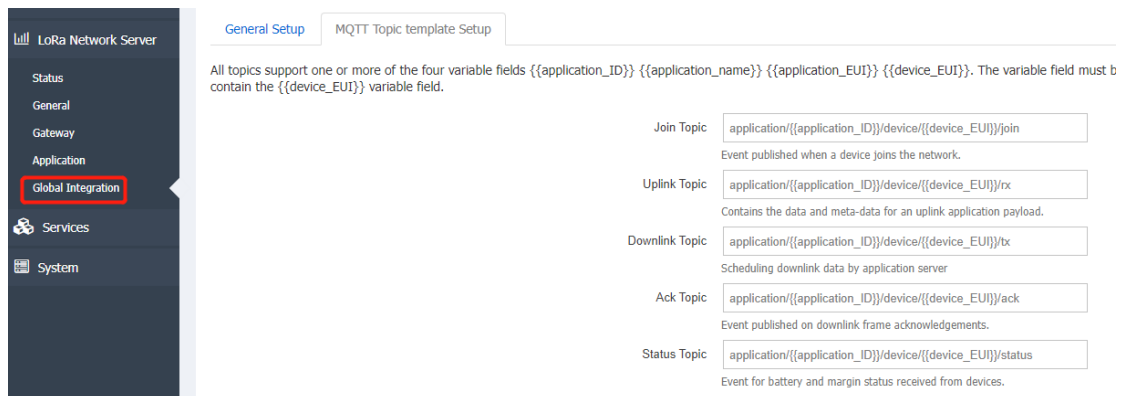 LoRa Network Server
Status
General
Gateway
Application
Global Integration
Services
System
General Setup
MQTT Topic template Setup
All topics support one or more of the four variable fields {{application_ID}} {{application_name}} {{application_EUI}} {{device_EUI}}. The variable field must
contain the {{device_EUI}} variable field.
Join Topic
application/{{application_ID}}/device/{{device_EUI}}/join
Event published when a device joins the network.
Uplink Topic
application/{{application_ID}}/device/{{device_EUI}}/rx
Contains the data and meta-data for an uplink application payload.
Downlink Topic
application/{{application_ID}}/device/{{device_EUI}}/tx
Scheduling downlink data by application server
Ack Topic
application/{{application_ID}}/device/{{device_EUI}}/ack
Event published on downlink frame acknowledgements.
Status Topic
application/{{application_ID}}/device/{{device_EUI}}/status
Event for battery and margin status received from devices.